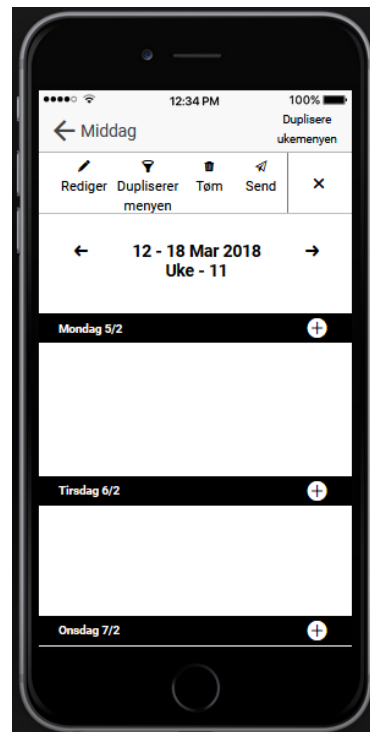 12:34 PM
100%
Middag
Duplisere
ukemenyen
Rediger
Dupliserer
menyen
Tøm
Send
12 - 18 Mar 2018
Uke - 11
Mondag 5/2
Tirsdag 6/2
Onsdag 7/2